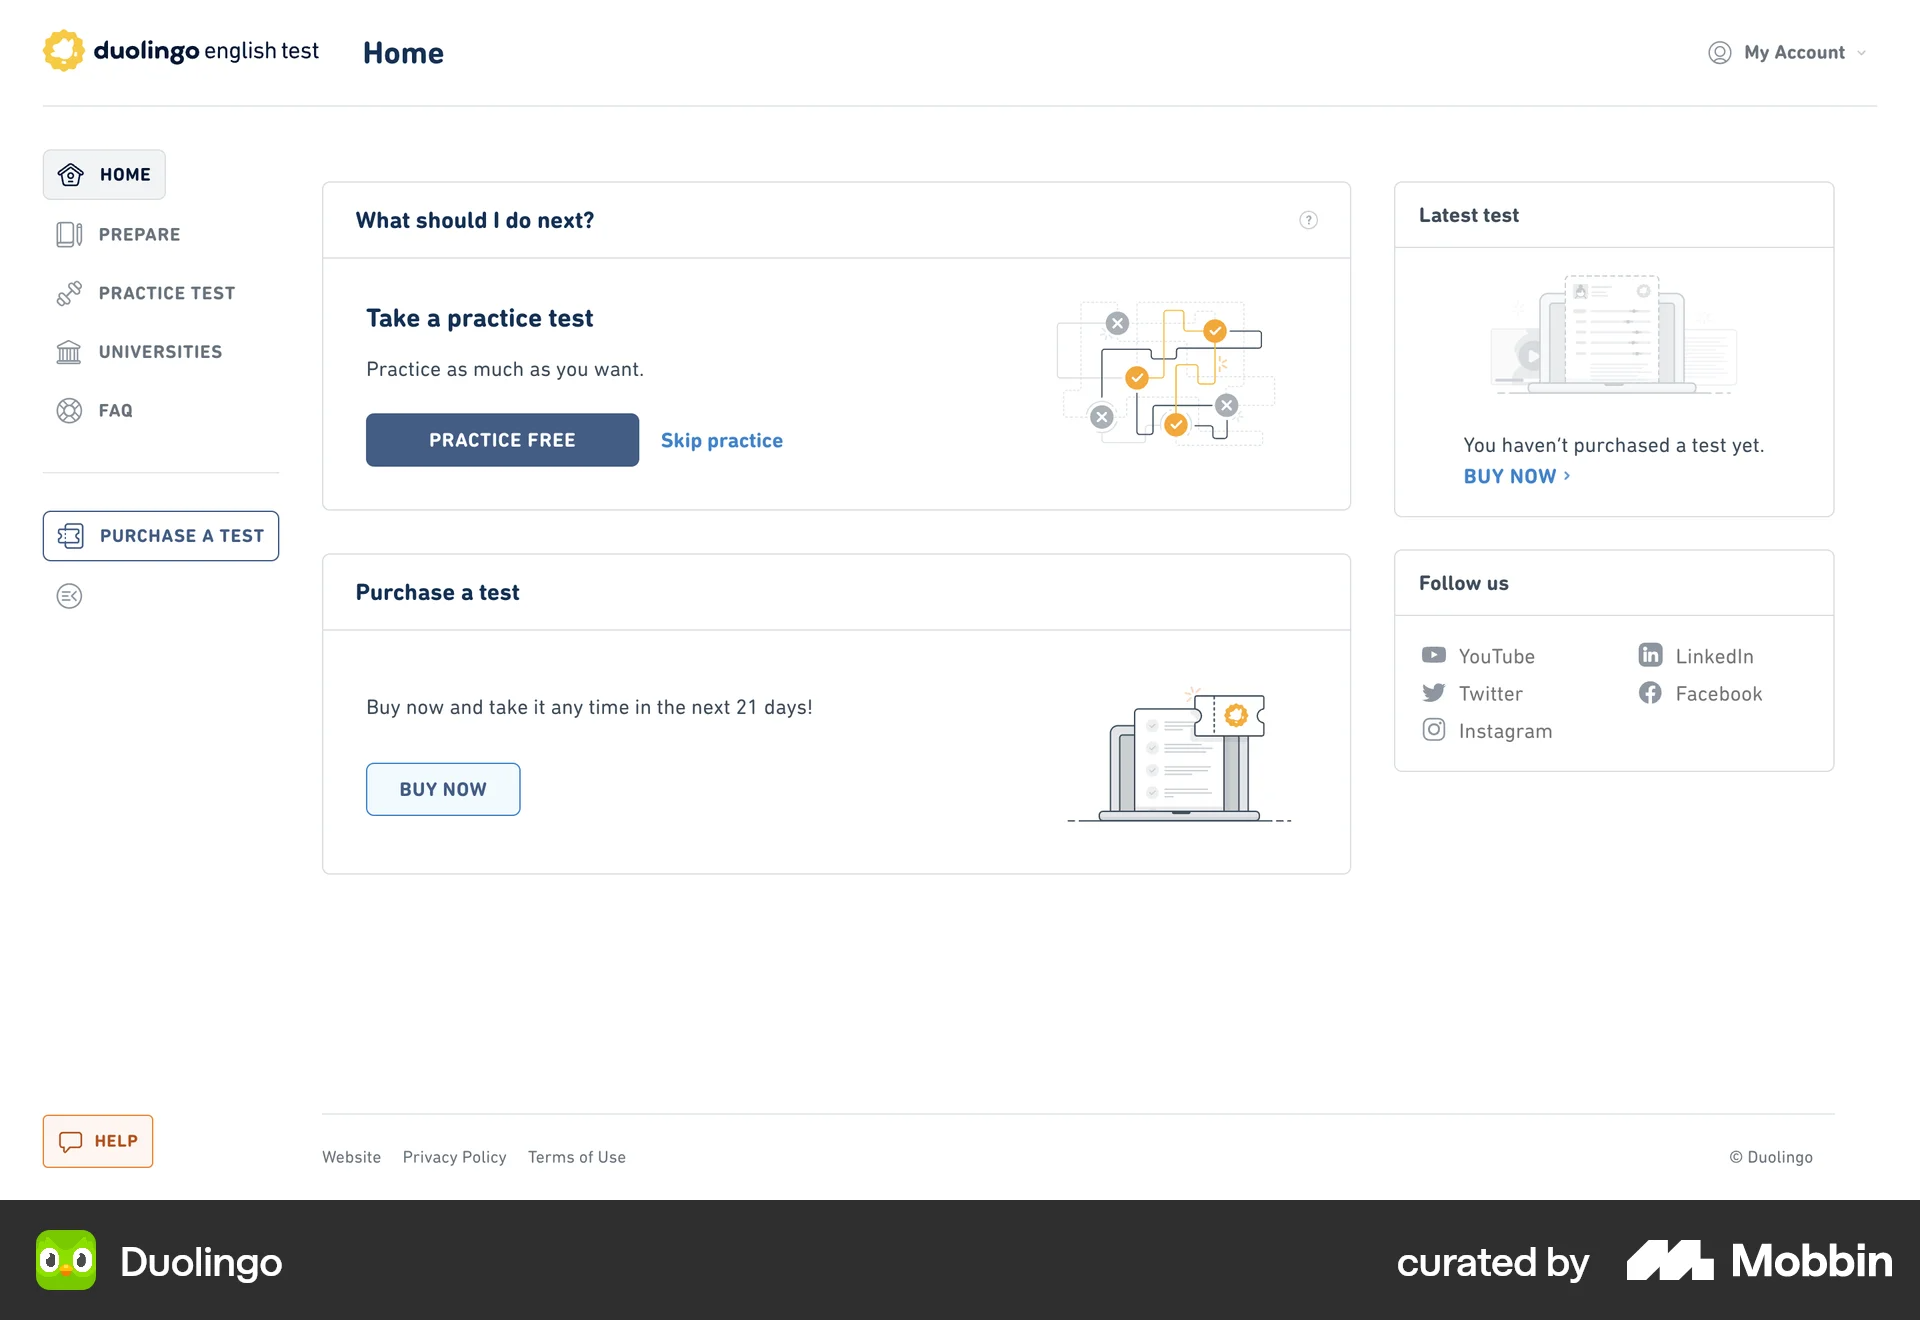 duolingo english test
Home
My Account
HOME
PREPARE
PRACTICE TEST
UNIVERSITIES
FAQ
PURCHASE A TEST
What should I do next?
?
Take a practice test
Practice as much as you want.
PRACTICE FREE
Skip practice
Purchase a test
Buy now and take it any time in the next 21 days!
BUY NOW
Latest test
You haven’t purchased a test yet.
BUY NOW ›
Follow us
YouTube
LinkedIn
Twitter
Facebook
Instagram
HELP
Website
Privacy Policy
Terms of Use
© Duolingo
Duolingo
curated by Mobbin